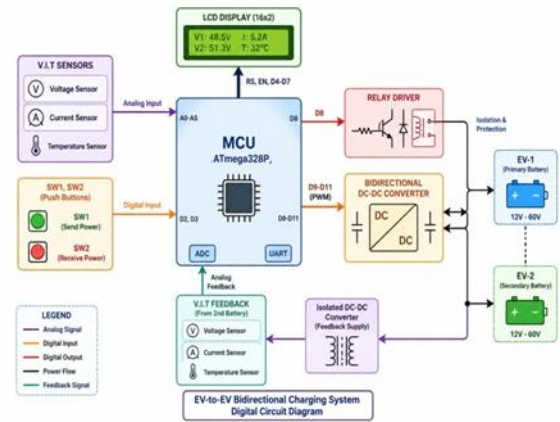 LCD DISPLAY (16x2)
V1: 48.5V I: 5.2A
V2: 51.3V T: 32°C
V.I.T SENSORS
Voltage Sensor
Current Sensor
Temperature Sensor
Analog Input
RS, EN, D4-D7
A0-A5
D8
MCU
ATmega328P,
D2, D3
D9-D11
ADC
UART
D8
RELAY DRIVER
Isolation &
Protection
SW1, SW2
(Push Buttons)
SW1
(Send Power)
SW2
(Receive Power)
Digital Input
D9-D11
(PWM)
BIDIRECTIONAL
DC-DC CONVERTER
DC
DC
EV-1
(Primary Battery)
12V - 60V
EV-2
(Secondary Battery)
12V - 60V
Analog
Feedback
V.I.T FEEDBACK
(From 2nd Battery)
Voltage Sensor
Current Sensor
Temperature Sensor
Isolated DC-DC
Converter
(Feedback Supply)
LEGEND
Analog Signal
Digital Input
Digital Output
Power Flow
Feedback Signal
EV-to-EV Bidirectional Charging System
Digital Circuit Diagram